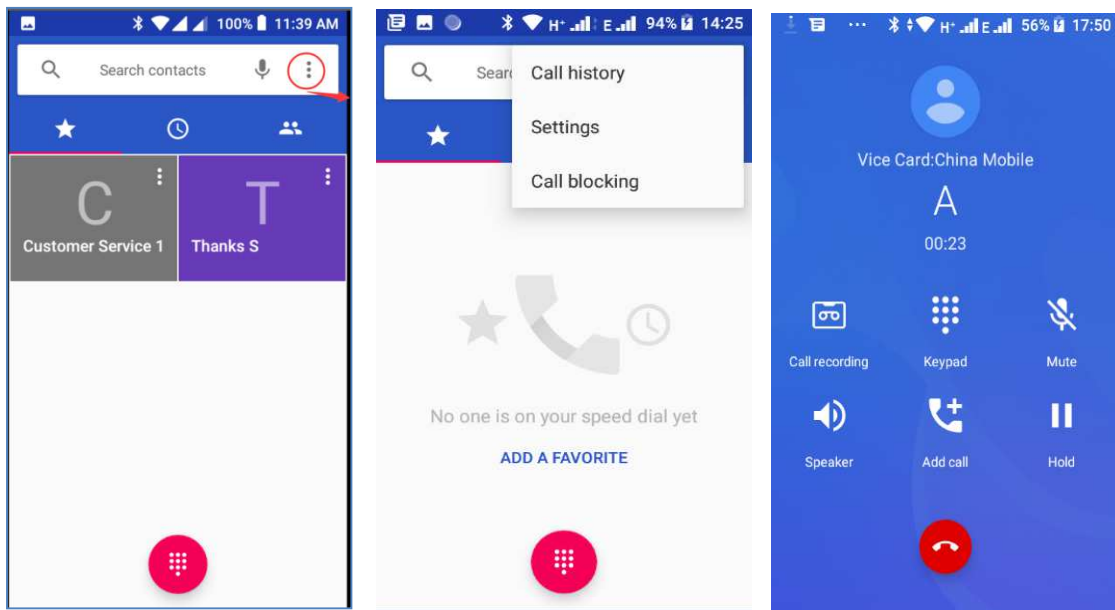 100% 11:39 AM
Search contacts
C
Customer Service 1
T
Thanks S
H+ E 94% 14:25
Sear
Call history
Settings
Call blocking
No one is on your speed dial yet
ADD A FAVORITE
H+ E 56% 17:50
Vice Card:China Mobile
A
00:23
Call recording
Keypad
Mute
Speaker
Add call
Hold